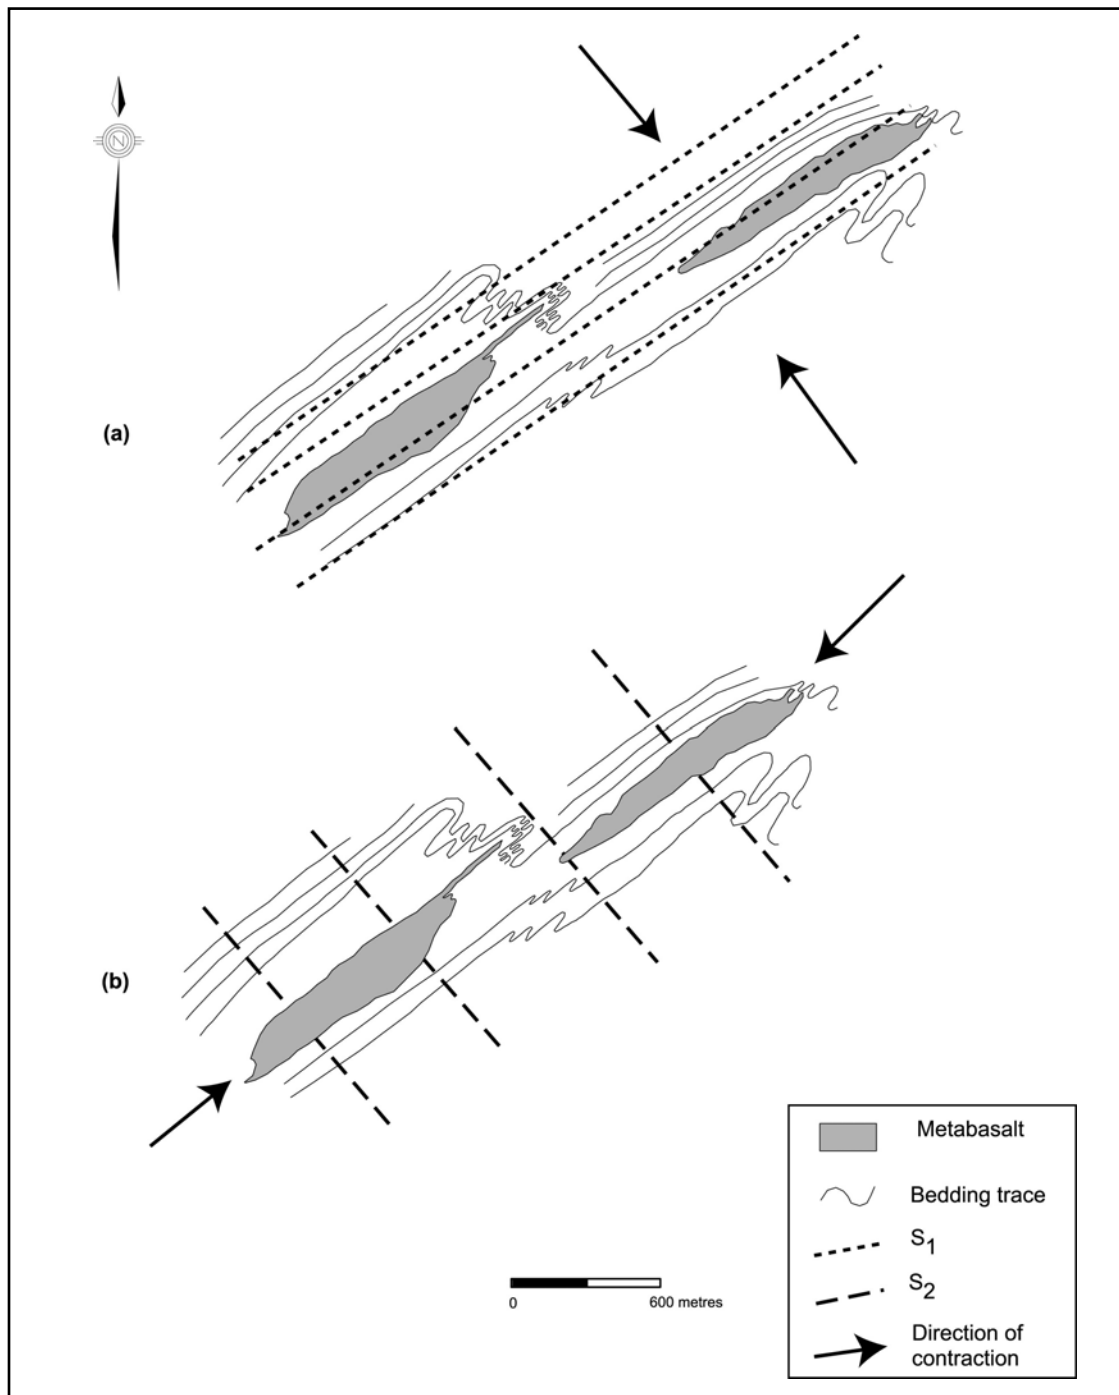 N
(a)
(b)
Metabasalt
Bedding trace
S1
S2
Direction of
contraction
0 600 metres